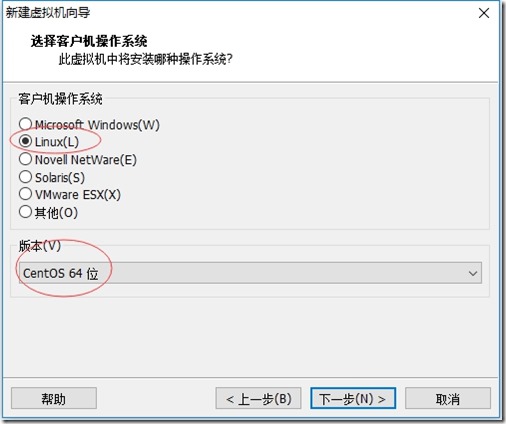 新建虚拟机向导
选择客户机操作系统
此虚拟机中将安装哪种操作系统?
客户机操作系统
Microsoft Windows(W)
Linux(L)
Novell NetWare(E)
Solaris(S)
VMware ESX(X)
其他(O)
版本(V)
CentOS 64 位
帮助
< 上一步(B)
下一步(N) >
取消